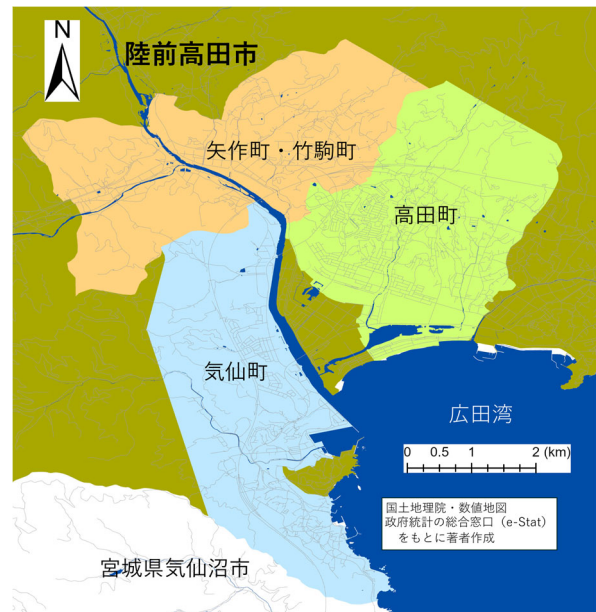 N
陸前高田市
矢作町・竹駒町
高田町
気仙町
広田湾
0 0.5 1 2 (km)
国土地理院・数値地図
政府統計の総合窓口（e-Stat）
をもとに著者作成
宮城県気仙沼市